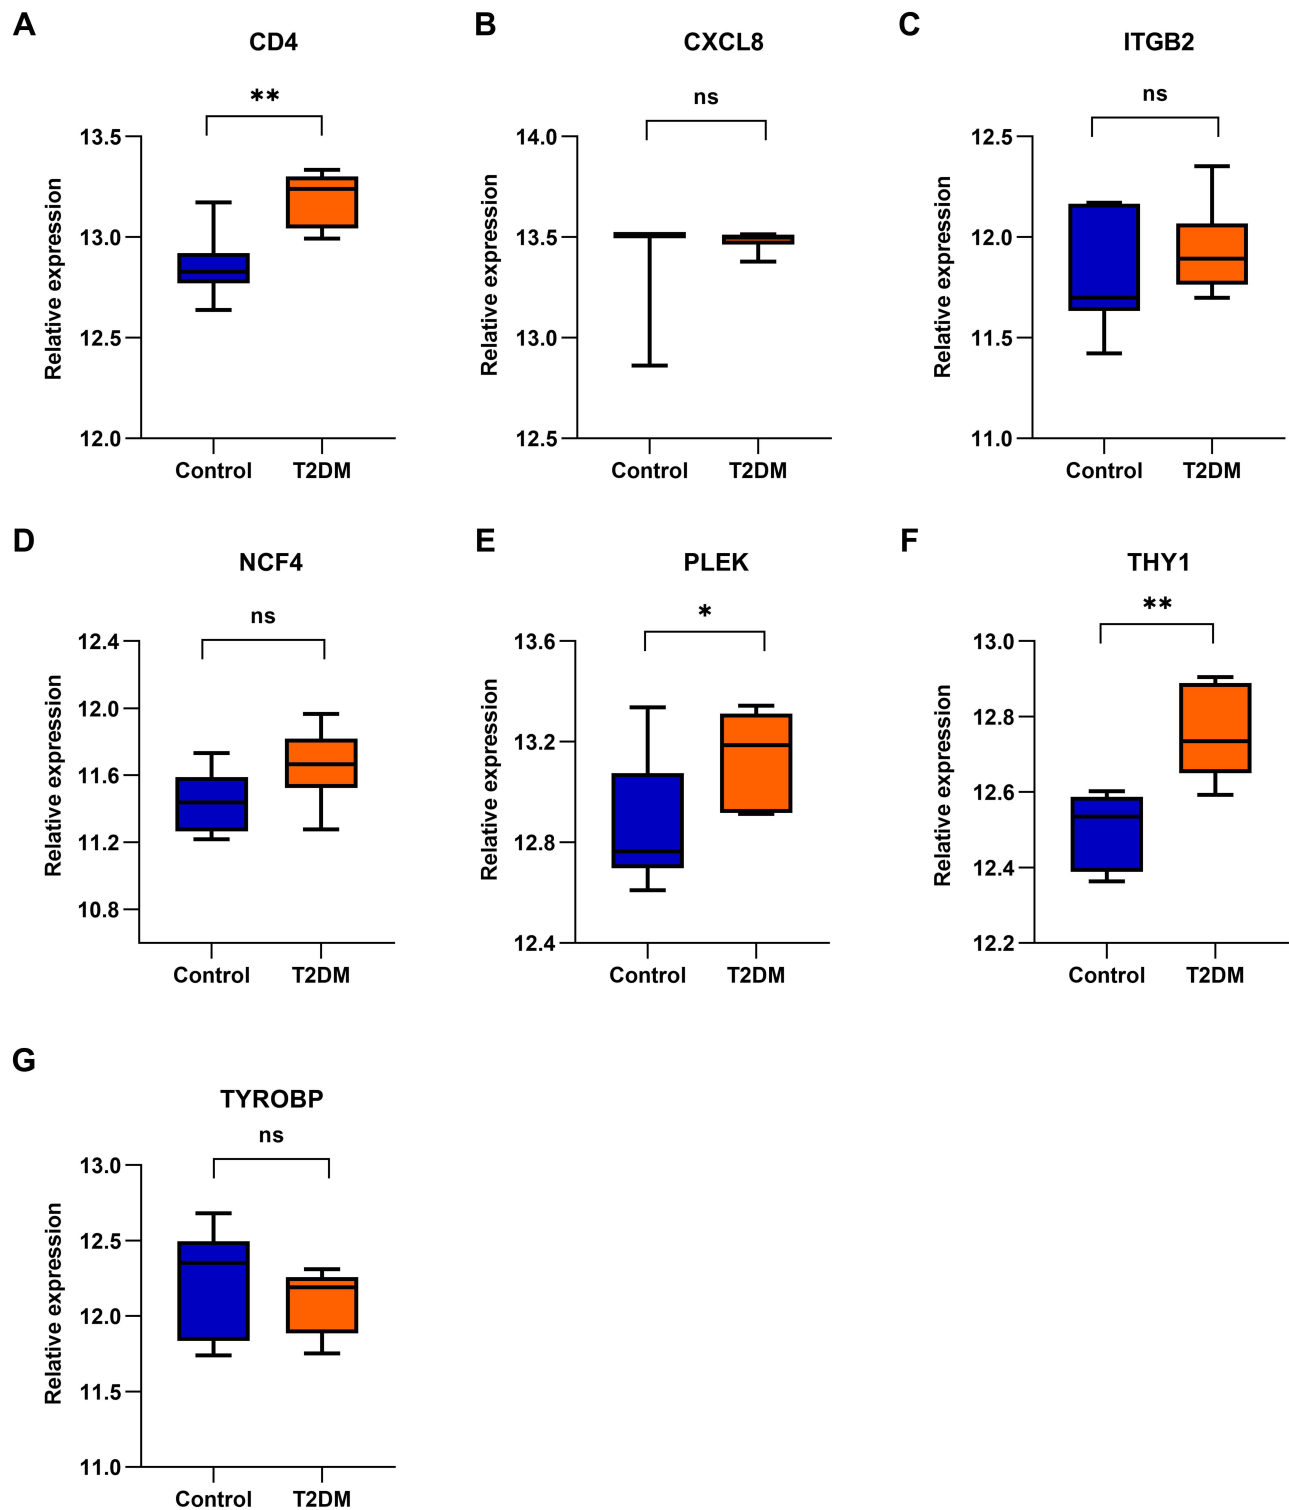 A
CD4
**
13.5
13.0
12.5
12.0
Relative expression
Control
T2DM
B
CXCL8
ns
14.0
13.5
13.0
12.5
Relative expression
Control
T2DM
C
ITGB2
ns
12.5
12.0
11.5
11.0
Relative expression
Control
T2DM
D
NCF4
ns
12.4
12.0
11.6
11.2
10.8
Relative expression
Control
T2DM
E
PLEK
*
13.6
13.2
12.8
12.4
Relative expression
Control
T2DM
F
THY1
**
13.0
12.8
12.6
12.4
12.2
Relative expression
Control
T2DM
G
TYROBP
ns
13.0
12.5
12.0
11.5
11.0
Relative expression
Control
T2DM